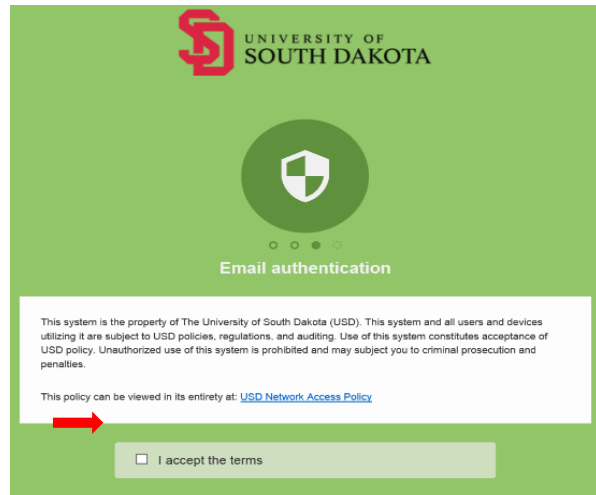 UNIVERSITY OF
SOUTH DAKOTA
Email authentication
This system is the property of The University of South Dakota (USD). This system and all users and devices
utilizing it are subject to USD policies, regulations, and auditing. Use of this system constitutes acceptance of
USD policy. Unauthorized use of this system is prohibited and may subject you to criminal prosecution and
penalties.
This policy can be viewed in its entirety at: USD Network Access Policy
I accept the terms